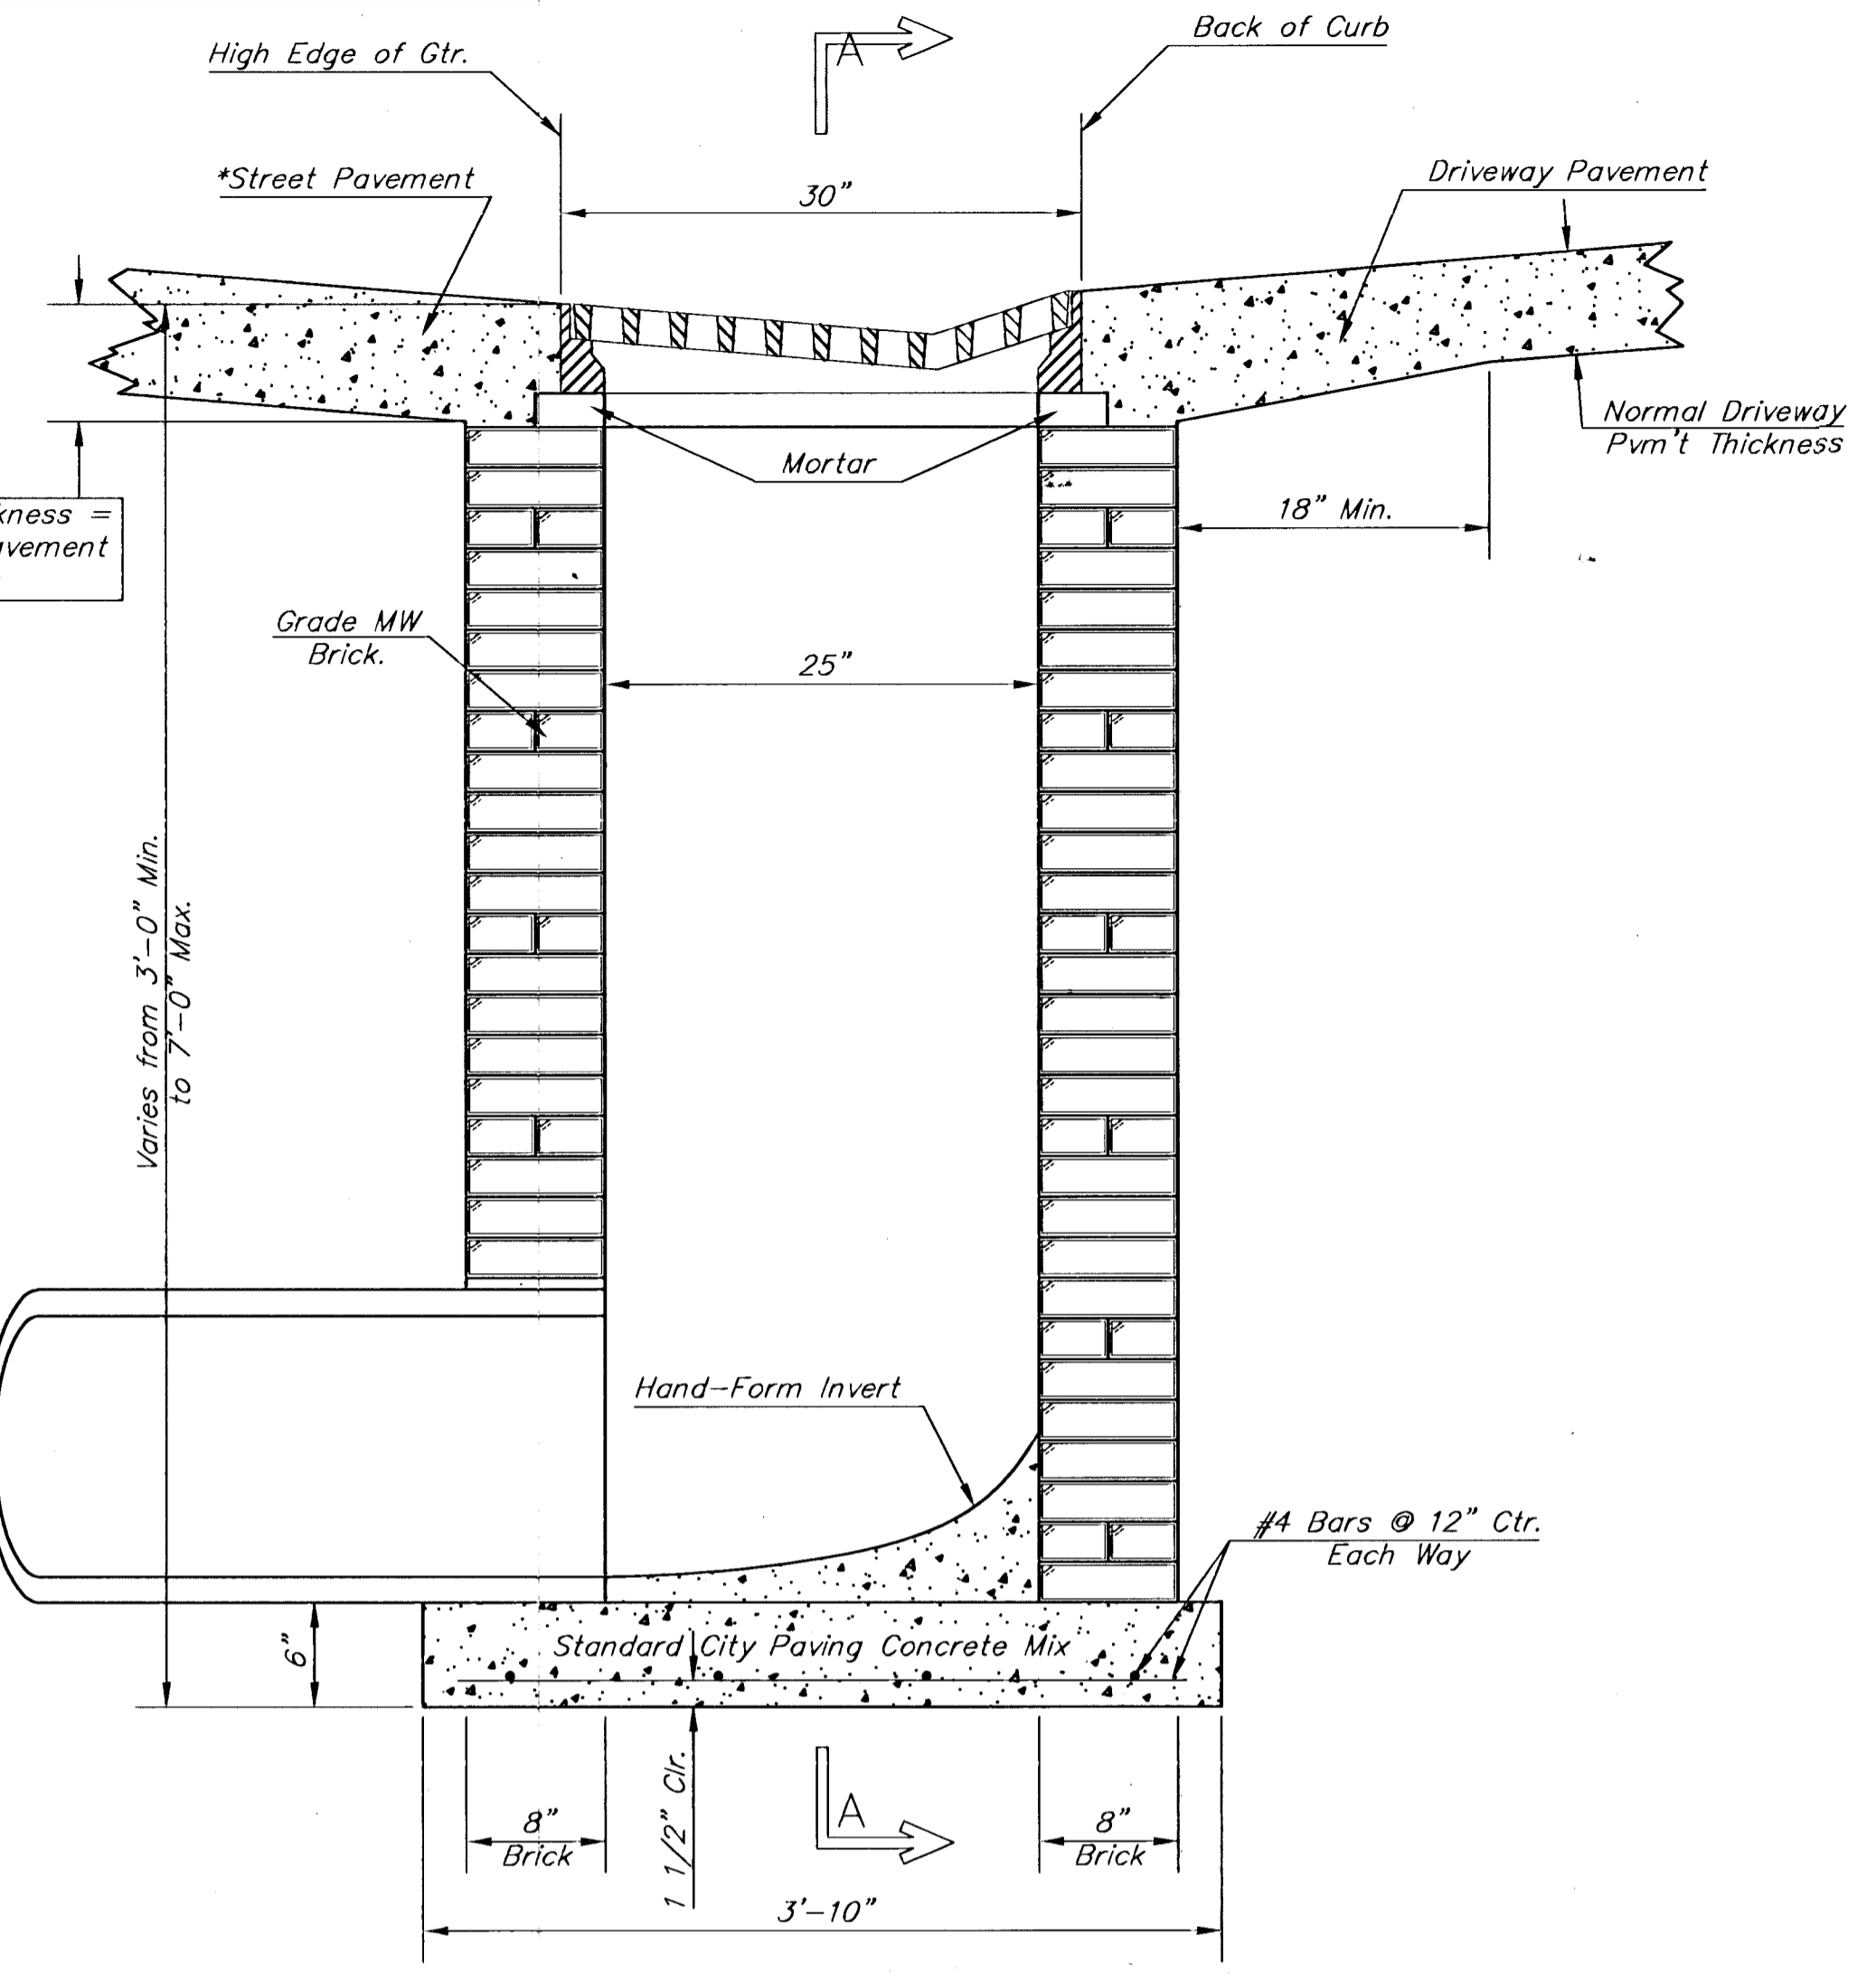 A
Back of Curb
High Edge of Gtr.
*Street Pavement
30"
Driveway Pavement
Normal Driveway
Pvm't Thickness
Mortar
18" Min.
=
Grade MW
Brick.
25"
Varies from 3'-0" Min.
to 7'-0" Max.
Hand-Form Invert
#4 Bars @ 12" Ctr.
Each Way
6"
Standard City Paving Concrete Mix
1 1/2" Clr.
A
8"
Brick
8"
Brick
3'-10"